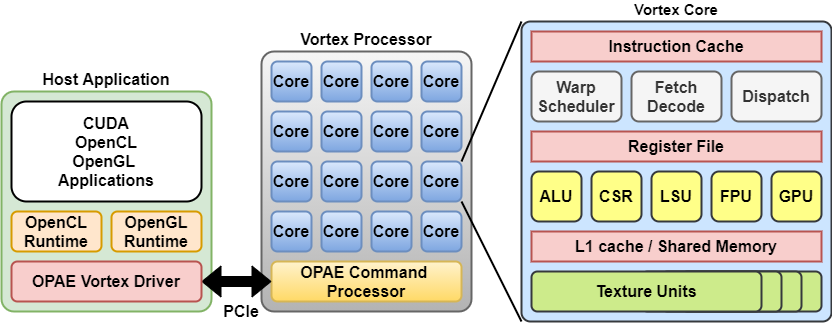 Host Application
CUDA
OpenCL
OpenGL
Applications
OpenCL
Runtime
OpenGL
Runtime
OPAE Vortex Driver
PCIe
Vortex Processor
Core Core Core Core
Core Core Core Core
Core Core Core Core
Core Core Core Core
OPAE Command
Processor
Vortex Core
Instruction Cache
Warp
Scheduler
Fetch
Decode
Dispatch
Register File
ALU CSR LSU FPU GPU
L1 cache / Shared Memory
Texture Units